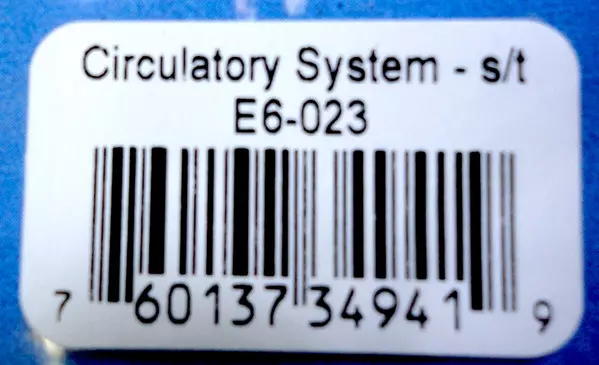 Circulatory System - s/t
E6-023
7 60137 34941 9